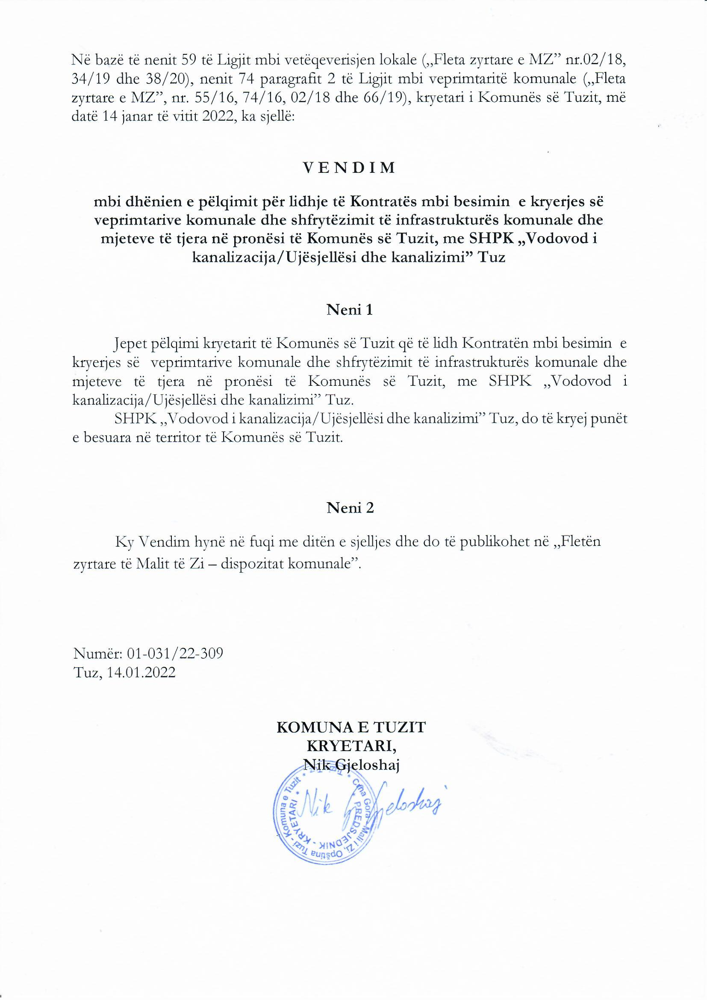 Në bazë të nenit 59 të Ligjit mbi vetëqeverisjen lokale („Fleta zyrtare e MZ” nr.02/18,
34/19 dhe 38/20), nenit 74 paragrafit 2 të Ligjit mbi veprimtaritë komunale („Fleta
zyrtare e MZ”, nr. 55/16, 74/16, 02/18 dhe 66/19), kryetari i Komunës së Tuzit, më
datë 14 janar të vitit 2022, ka sjellë:
V E N D I M
mbi dhënien e pëlqimit për lidhje të Kontratës mbi besimin e kryerjes së
veprimtarive komunale dhe shfrytëzimit të infrastrukturës komunale dhe
mjeteve të tjera në pronësi të Komunës së Tuzit, me SHPK „Vodovod i
kanalizacija/Ujësjellësi dhe kanalizimi” Tuz
Neni 1
Jepet pëlqimi kryetarit të Komunës së Tuzit që të lidh Kontratën mbi besimin e
kryerjes së veprimtarive komunale dhe shfrytëzimit të infrastrukturës komunale dhe
mjeteve të tjera në pronësi të Komunës së Tuzit, me SHPK „Vodovod i
kanalizacija/Ujësjellësi dhe kanalizimi” Tuz.
SHPK „Vodovod i kanalizacija/Ujësjellësi dhe kanalizimi” Tuz, do të kryej punët
e besuara në territor të Komunës së Tuzit.
Neni 2
Ky Vendim hynë në fuqi me ditën e sjelljes dhe do të publikohet në „Fletën
zyrtare të Malit të Zi – dispozitat komunale”.
Numër: 01-031/22-309
Tuz, 14.01.2022
KOMUNA E TUZIT
KRYETARI,
Nik Gjeloshaj
Crna Gora - Mali i Zi, Opština Tuzi - Komuna e Tuzit *
* PREDSJEDNIK - KRYETARI *
Nik Gjeloshaj